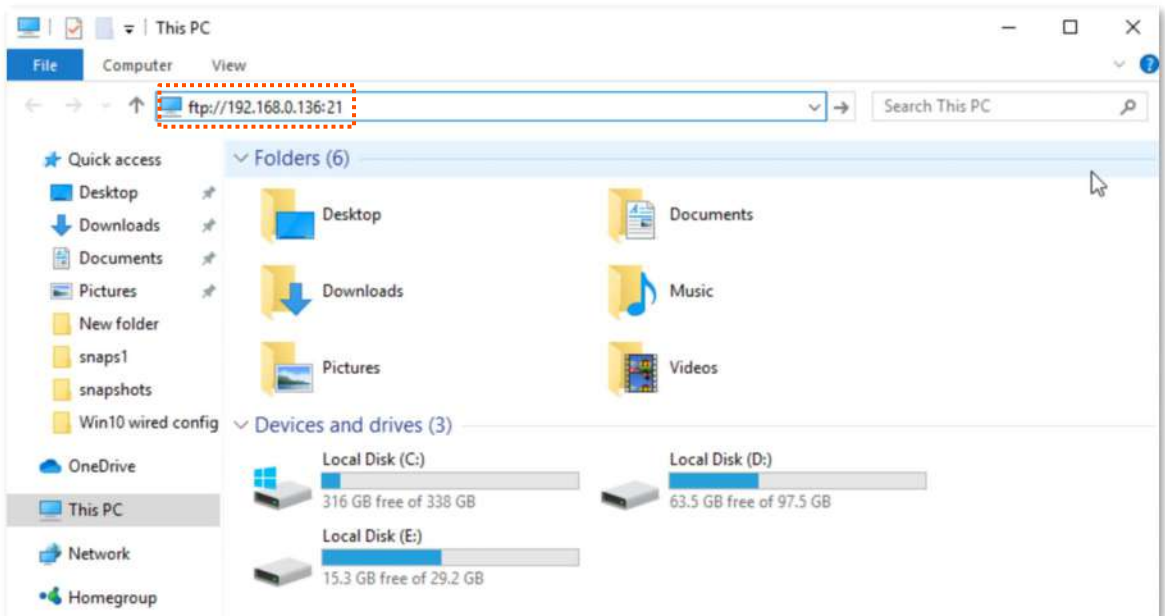 This PC
File Computer View
ftp://192.168.0.136:21
Search This PC
Quick access
Desktop
Downloads
Documents
Pictures
New folder
snaps1
snapshots
Win10 wired config
OneDrive
This PC
Network
Homegroup
Folders (6)
Desktop
Documents
Downloads
Music
Pictures
Videos
Devices and drives (3)
Local Disk (C:)
316 GB free of 338 GB
Local Disk (D:)
63.5 GB free of 97.5 GB
Local Disk (E:)
15.3 GB free of 29.2 GB